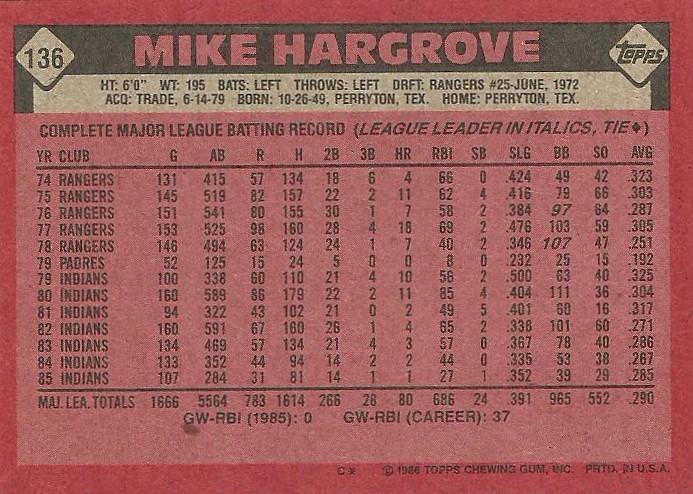 136 MIKE HARGROVE TOPPS
HT: 6'0" WT: 195 BATS: LEFT THROWS: LEFT DRFT: RANGERS #25-JUNE, 1972
ACQ: TRADE, 6-14-79 BORN: 10-26-49, PERRYTON, TEX. HOME: PERRYTON, TEX.
COMPLETE MAJOR LEAGUE BATTING RECORD (LEAGUE LEADER IN ITALICS, TIE♦)
YR CLUB G AB R H 2B 3B HR RBI SB SLG BB SO AVG
74 RANGERS 131 415 57 134 18 6 4 66 0 .424 49 42 .323
75 RANGERS 145 519 82 157 22 2 11 62 4 .416 79 66 .303
76 RANGERS 151 541 80 155 30 1 7 58 2 .384 97 64 .287
77 RANGERS 153 525 98 160 28 4 18 69 2 .476 103 59 .305
78 RANGERS 146 494 63 124 24 1 7 40 2 .346 107 47 .251
79 PADRES 52 125 15 24 5 0 0 8 0 .232 25 15 .192
79 INDIANS 100 338 60 110 21 4 10 56 2 .500 63 40 .325
80 INDIANS 160 589 86 179 22 2 11 85 4 .404 111 36 .304
81 INDIANS 94 322 43 102 21 0 2 49 5 .401 60 16 .317
82 INDIANS 160 591 67 160 26 1 4 65 2 .338 101 60 .271
83 INDIANS 134 469 57 134 21 4 3 57 0 .367 78 40 .286
84 INDIANS 133 352 44 94 14 2 2 44 0 .335 53 38 .267
85 INDIANS 107 284 31 81 14 1 1 27 1 .352 39 29 .285
MAJ. LEA. TOTALS 1666 5564 783 1614 266 28 80 686 24 .391 965 552 .290
GW-RBI (1985): 0 GW-RBI (CAREER): 37
C* © 1986 TOPPS CHEWING GUM, INC. PRTD. IN U.S.A.